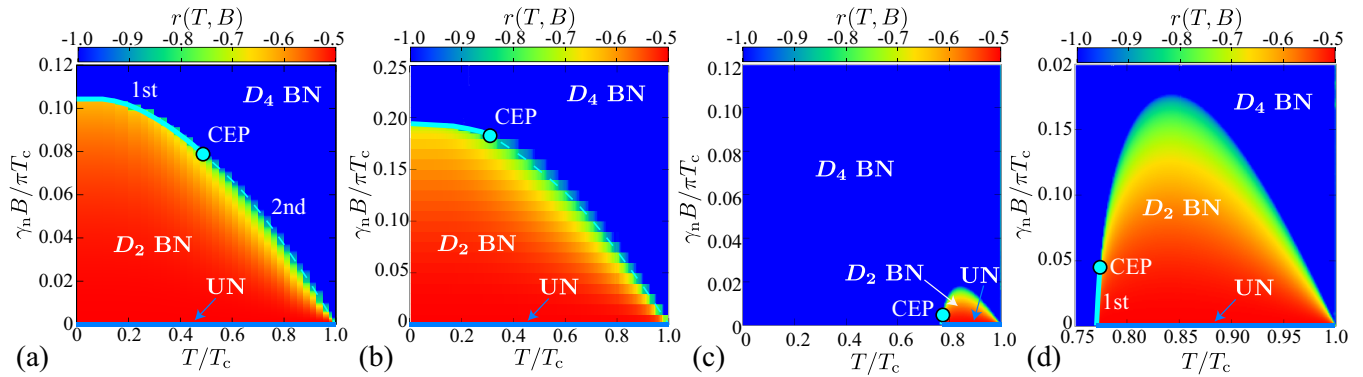 r(T, B)
-1.0 -0.9 -0.8 -0.7 -0.6 -0.5
0.12
0.10
0.08
0.06
0.04
0.02
0
γnB/πTc
1st
D4 BN
CEP
2nd
D2 BN
UN
0 0.2 0.4 0.6 0.8 1.0
T/Tc
(a)
r(T, B)
-1.0 -0.9 -0.8 -0.7 -0.6 -0.5
0.25
0.20
0.15
0.10
0.05
0
γnB/πTc
D4 BN
CEP
D2 BN
UN
0 0.2 0.4 0.6 0.8 1.0
T/Tc
(b)
r(T, B)
-1.0 -0.9 -0.8 -0.7 -0.6 -0.5
0.12
0.10
0.08
0.06
0.04
0.02
0
γnB/πTc
D4 BN
D2 BN
UN
CEP
0 0.2 0.4 0.6 0.8 1.0
T/Tc
(c)
r(T, B)
-1.0 -0.9 -0.8 -0.7 -0.6 -0.5
0.02
0.15
0.10
0.05
0
γnB/πTc
D4 BN
D2 BN
CEP
1st
UN
0.75 0.80 0.85 0.90 0.95 1.0
T/Tc
(d)